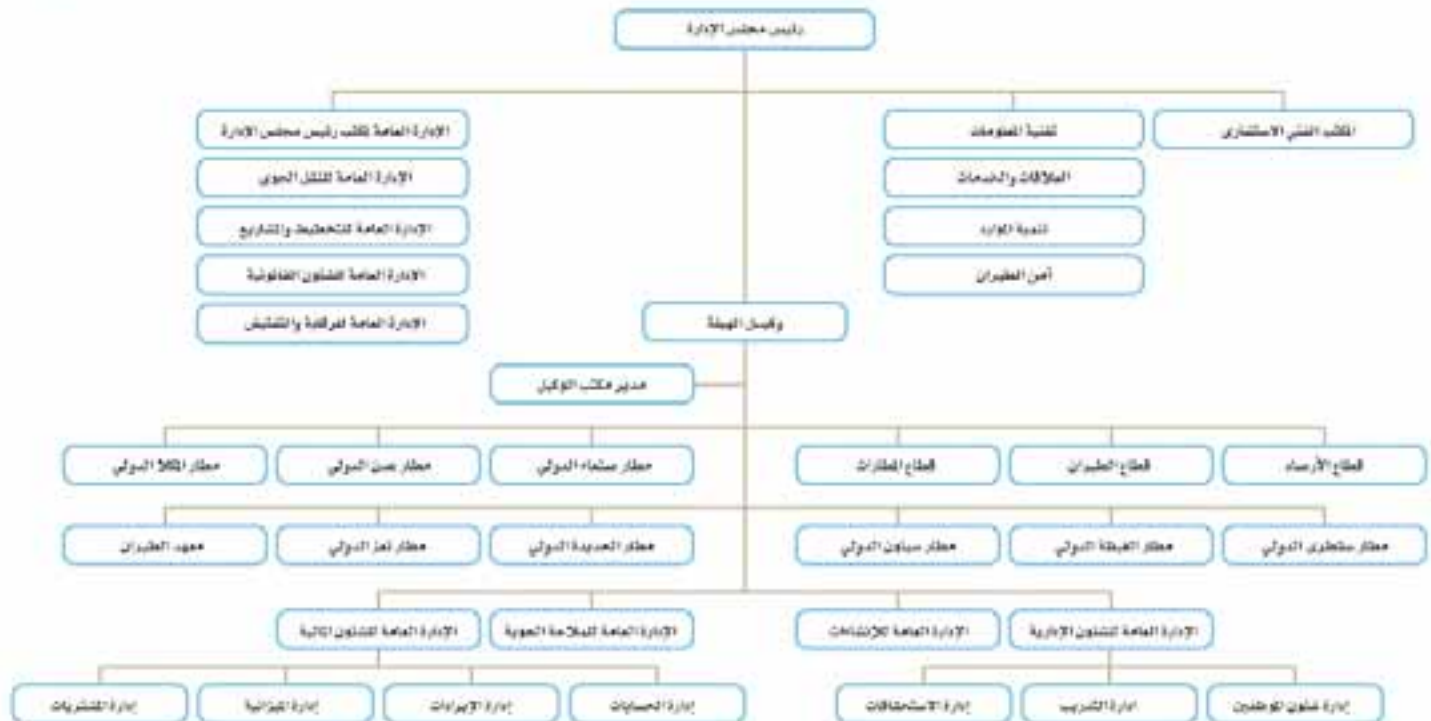 رئيس مجلس الإدارة
المكتب الفني الاستشاري
تقنية المعلومات
الإدارة العامة لمكتب رئيس مجلس الإدارة
العلاقات والخدمات
الإدارة العامة للنقل الجوي
تنمية الموارد
الإدارة العامة للتخطيط والمشاريع
أمن الطيران
الإدارة العامة للشئون القانونية
وكيل الهيئة
الإدارة العامة للرقابة والتفتيش
مدير مكتب الوكيل
قطاع الأرصاد
قطاع الطيران
قطاع المطارات
مطار صنعاء الدولي
مطار عدن الدولي
مطار المكلا الدولي
مطار سقطرى الدولي
مطار الغيظة الدولي
مطار سيئون الدولي
مطار الحديدة الدولي
مطار تعز الدولي
معهد الطيران
الإدارة العامة للشئون الإدارية
الإدارة العامة للإنشاءات
الإدارة العامة للملاحة الجوية
الإدارة العامة للشئون المالية
إدارة شئون الموظفين
إدارة التدريب
إدارة الاستحقاقات
إدارة الحسابات
إدارة الإيرادات
إدارة الميزانية
إدارة المشتريات